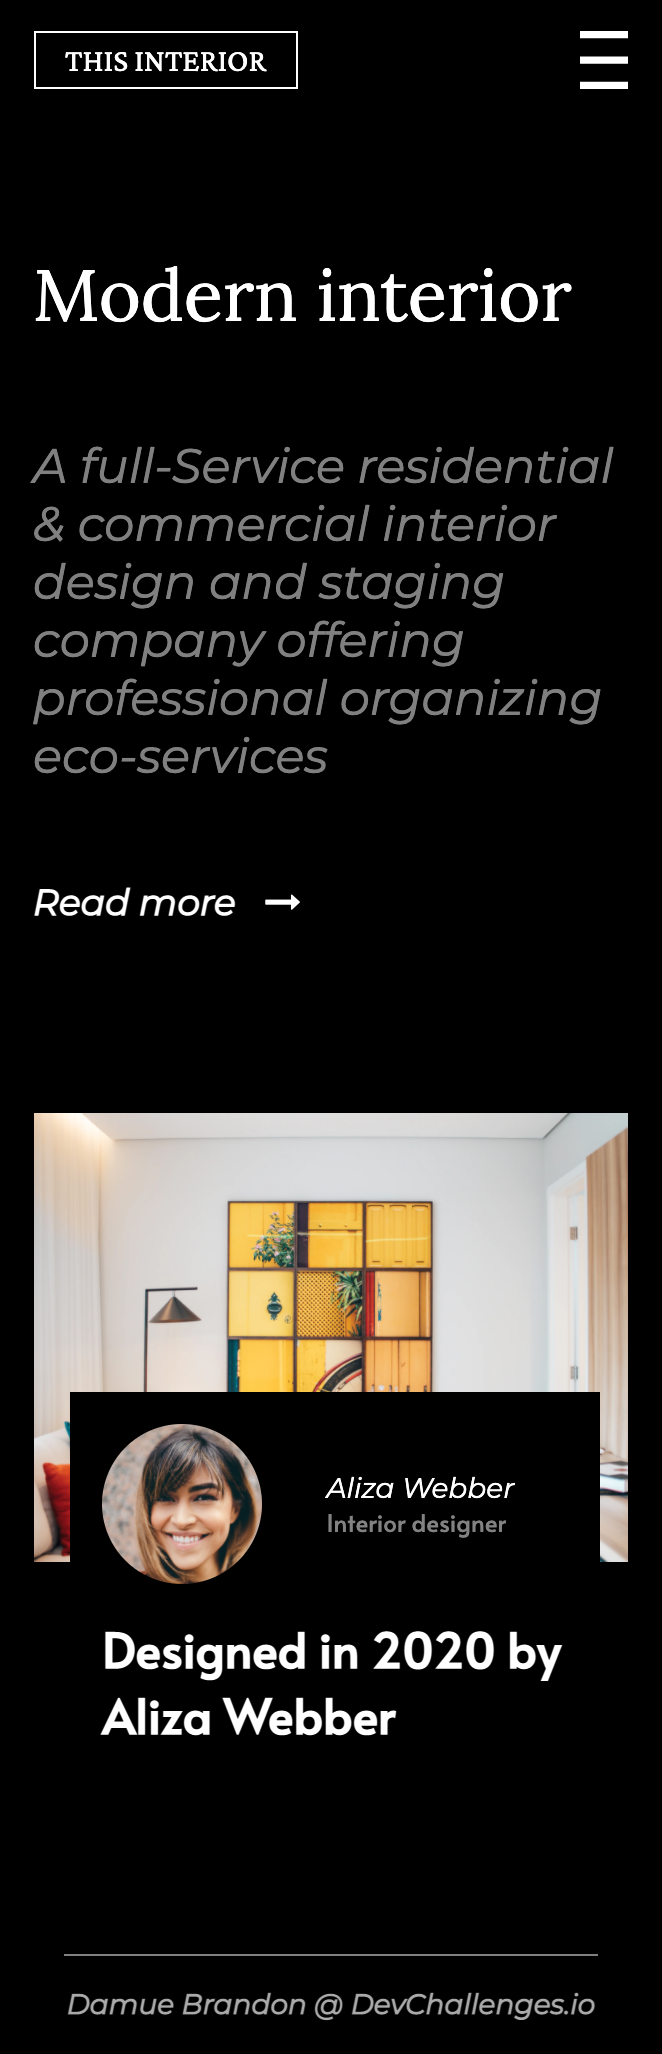 THIS INTERIOR
Modern interior
A full-Service residential
& commercial interior
design and staging
company offering
professional organizing
eco-services
Read more
Aliza Webber
Interior designer
Designed in 2020 by
Aliza Webber
Damue Brandon @ DevChallenges.io